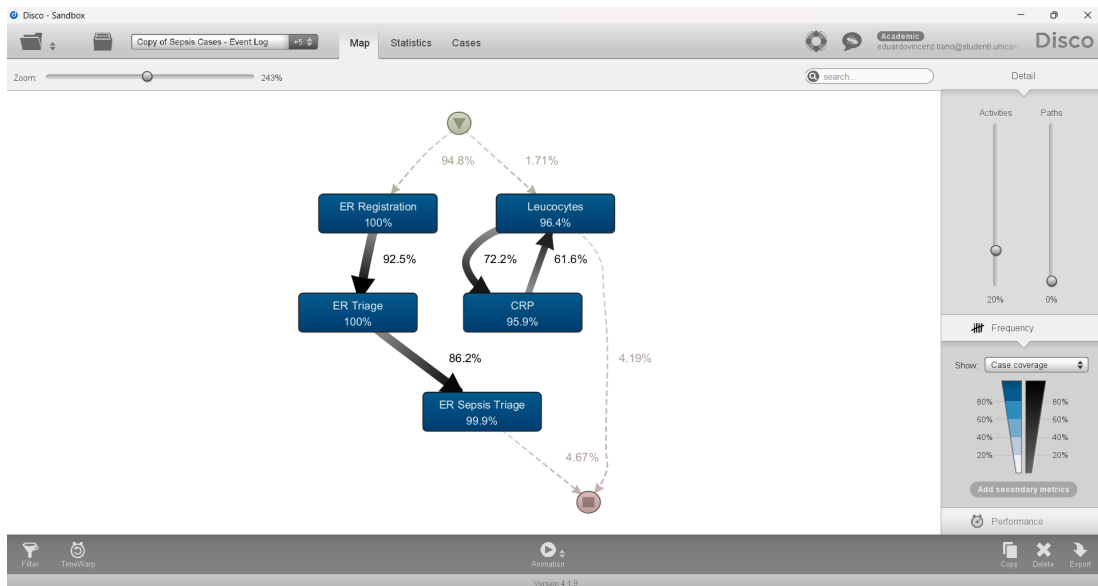 Disco - Sandbox
Copy of Sepsis Cases - Event Log +5
Map Statistics Cases
Academic
eduardovincenz.tiano@studenti.unicam
Disco
Zoom: 243%
search...
Detail
Activities Paths
94.8% 1.71%
ER Registration
100%
Leucocytes
96.4%
92.5% 72.2% 61.6%
ER Triage
100%
CRP
95.9%
20% 0%
Frequency
86.2% 4.19%
Show: Case coverage
ER Sepsis Triage
99.9%
80% 80%
60% 60%
40% 40%
20% 20%
4.67%
Add secondary metrics
Performance
Filter TimeWarp Animation Copy Delete Export
Version 4.1.9